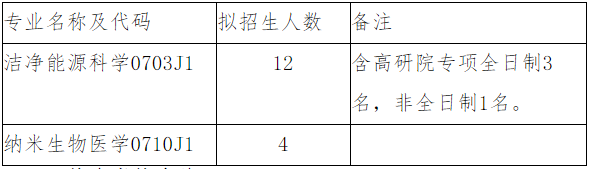 专业名称及代码 拟招生人数 备注
洁净能源科学0703J1 12 含高研院专项全日制3
名，非全日制1名。
纳米生物医学0710J1 4